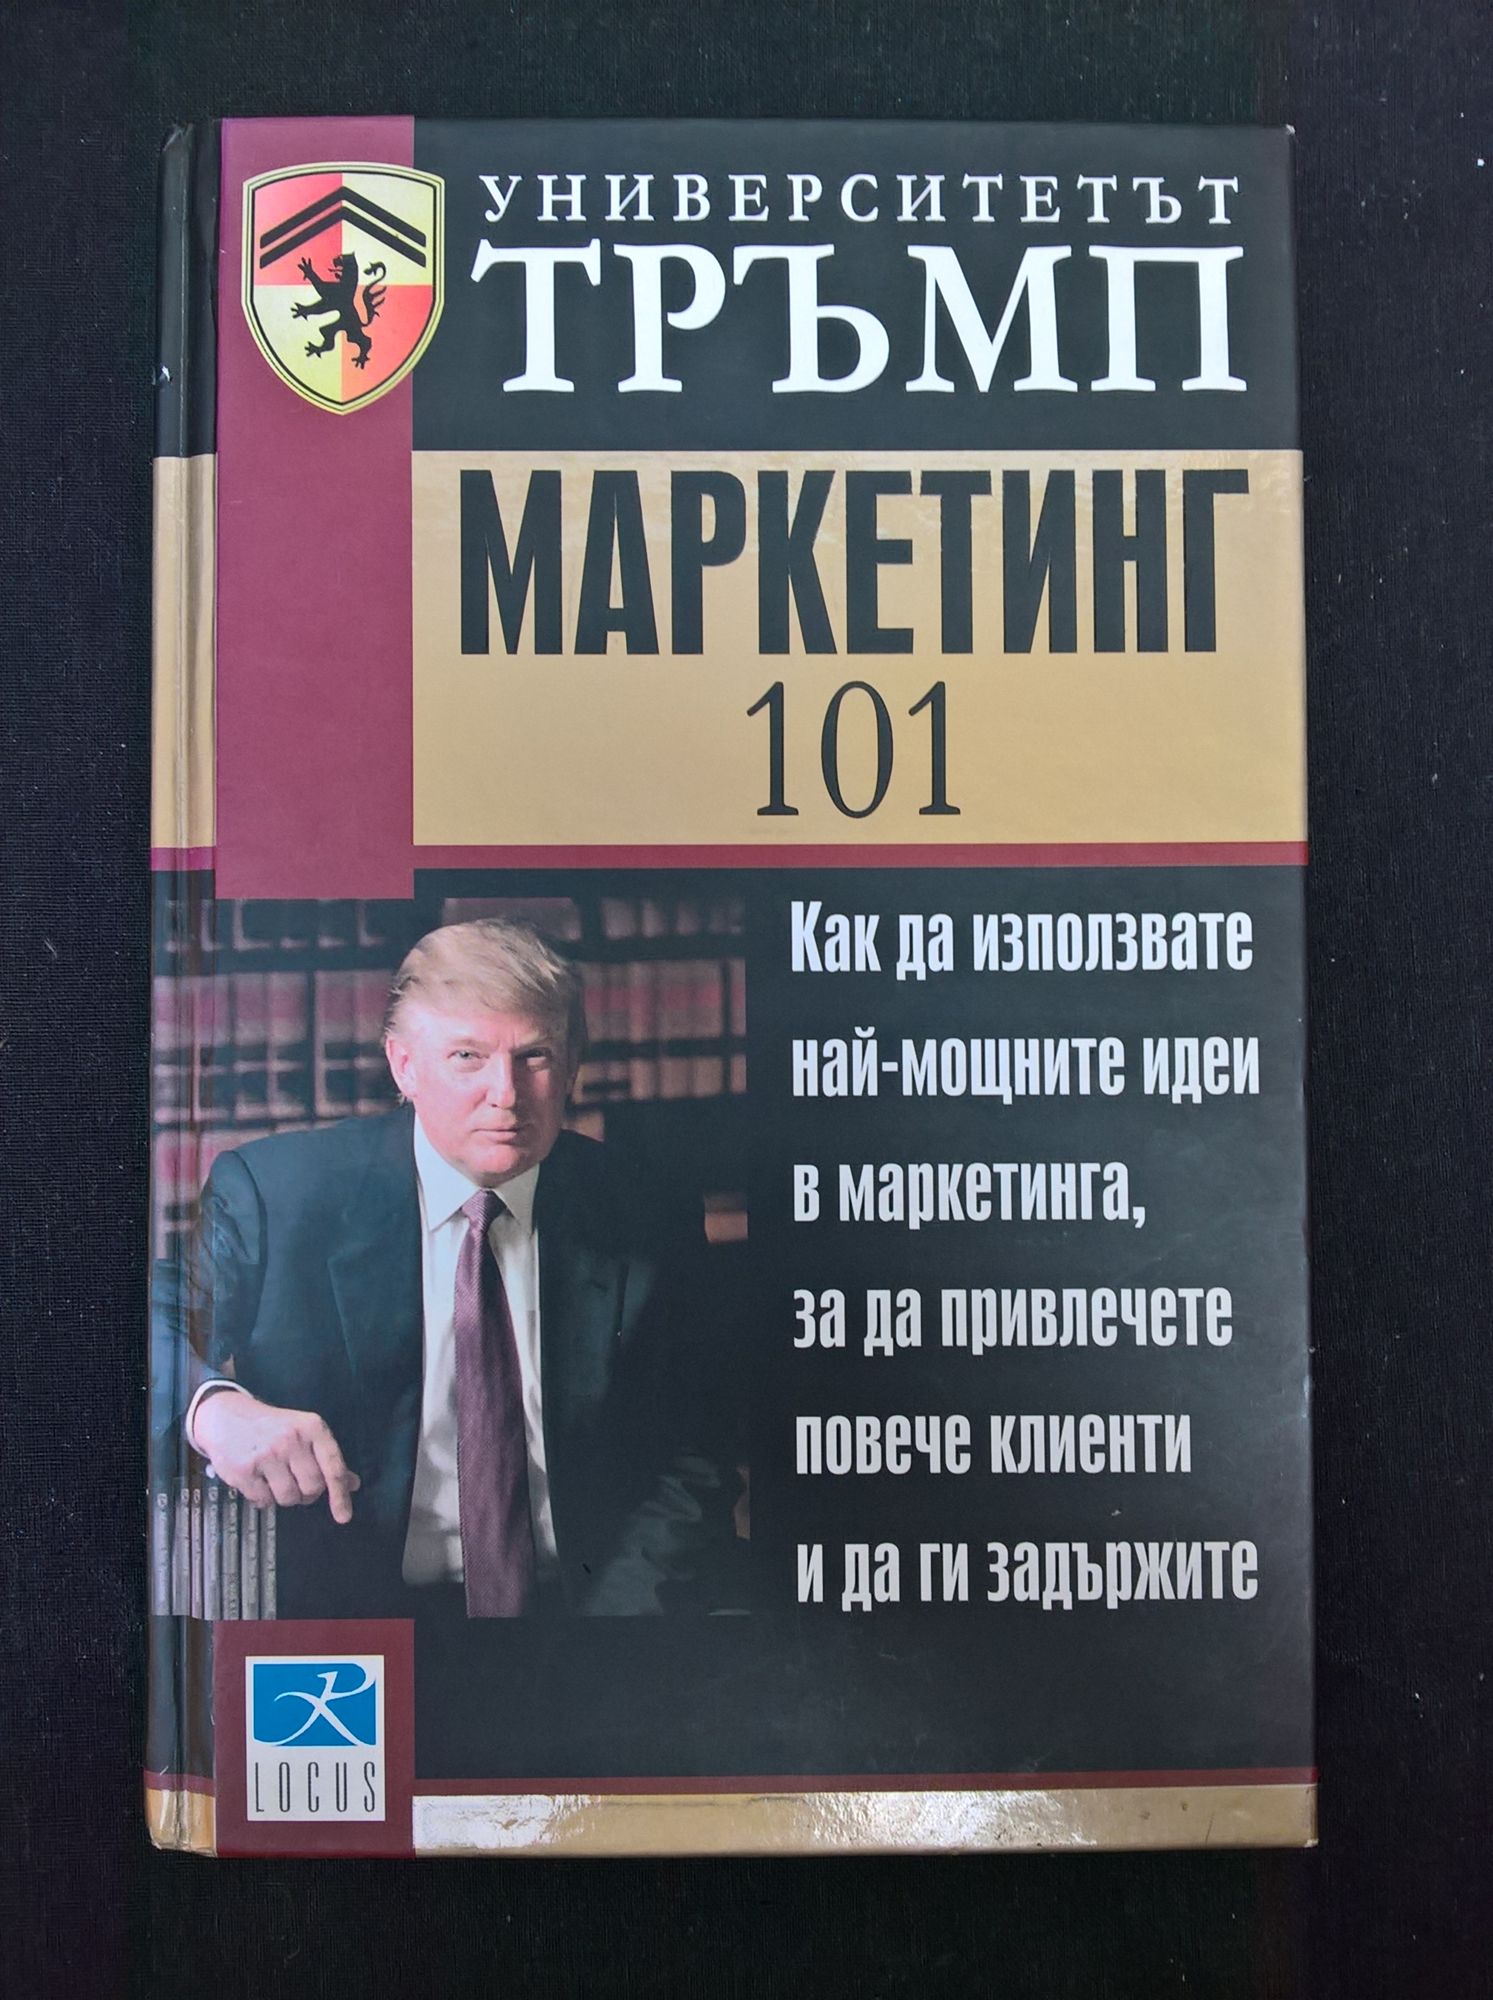 УНИВЕРСИТЕТЪТ
ТРЪМП
МАРКЕТИНГ
101
Как да използвате
най-мощните идеи
в маркетинга,
за да привлечете
повече клиенти
и да ги задържите
LOCUS